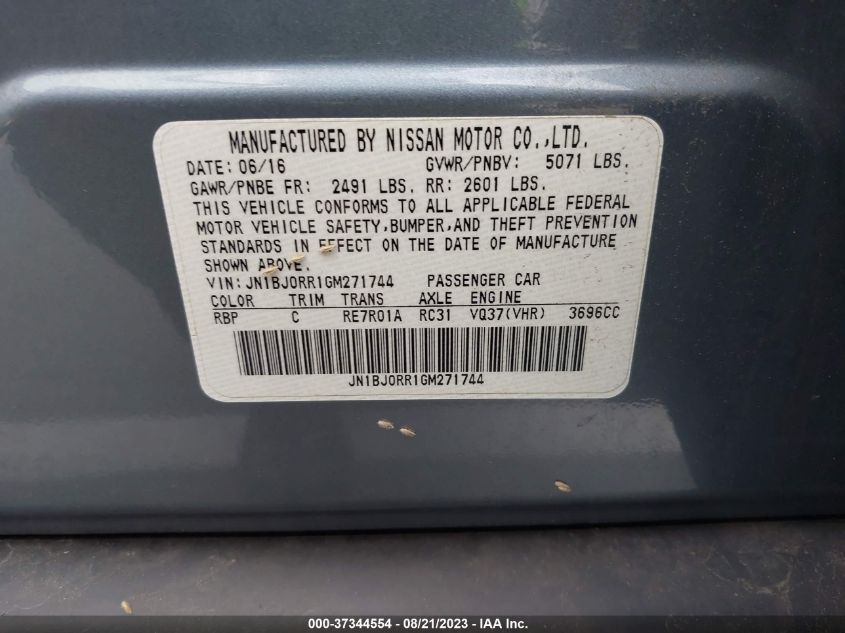 MANUFACTURED BY NISSAN MOTOR CO.,LTD.
DATE: 06/16 GVWR/PNBV: 5071 LBS.
GAWR/PNBE FR: 2491 LBS. RR: 2601 LBS.
THIS VEHICLE CONFORMS TO ALL APPLICABLE FEDERAL
MOTOR VEHICLE SAFETY,BUMPER,AND THEFT PREVENTION
STANDARDS IN EFFECT ON THE DATE OF MANUFACTURE
SHOWN ABOVE.
VIN: JN1BJ0RR1GM271744 PASSENGER CAR
COLOR TRIM TRANS AXLE ENGINE
RBP C RE7R01A RC31 VQ37(VHR) 3696CC
JN1BJ0RR1GM271744
000-37344554 - 08/21/2023 - IAA Inc.